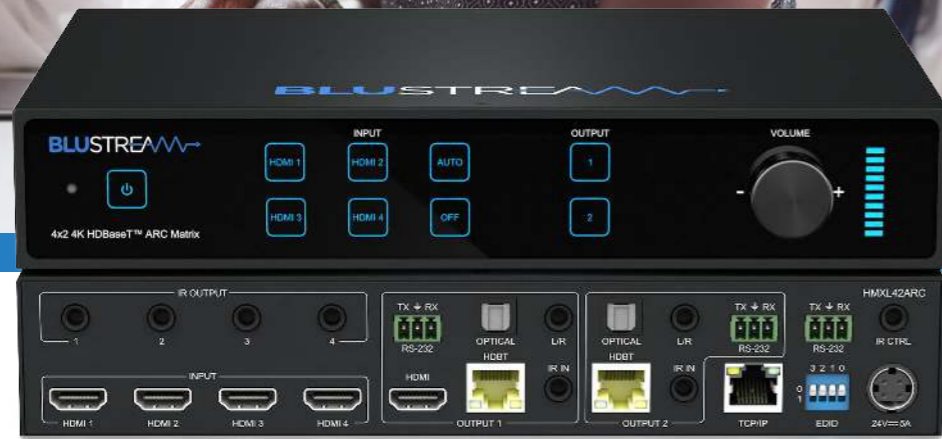 BLUSTREAM
BLUSTREAM
INPUT
OUTPUT
VOLUME
HDMI 1
HDMI 2
AUTO
1
- +
HDMI 3
HDMI 4
OFF
2
4x2 4K HDBaseT™ ARC Matrix
IR OUTPUT
HMXL42ARC
TX RX
TX RX
TX RX
1
2
3
4
RS-232
OPTICAL
L/R
OPTICAL
L/R
RS-232
RS-232
IR CTRL
HDBT
HDBT
INPUT
HDMI
IR IN
IR IN
3 2 1 0
0
1
HDMI 1
HDMI 2
HDMI 3
HDMI 4
OUTPUT 1
OUTPUT 2
TCP/IP
EDID
24V⎓5A